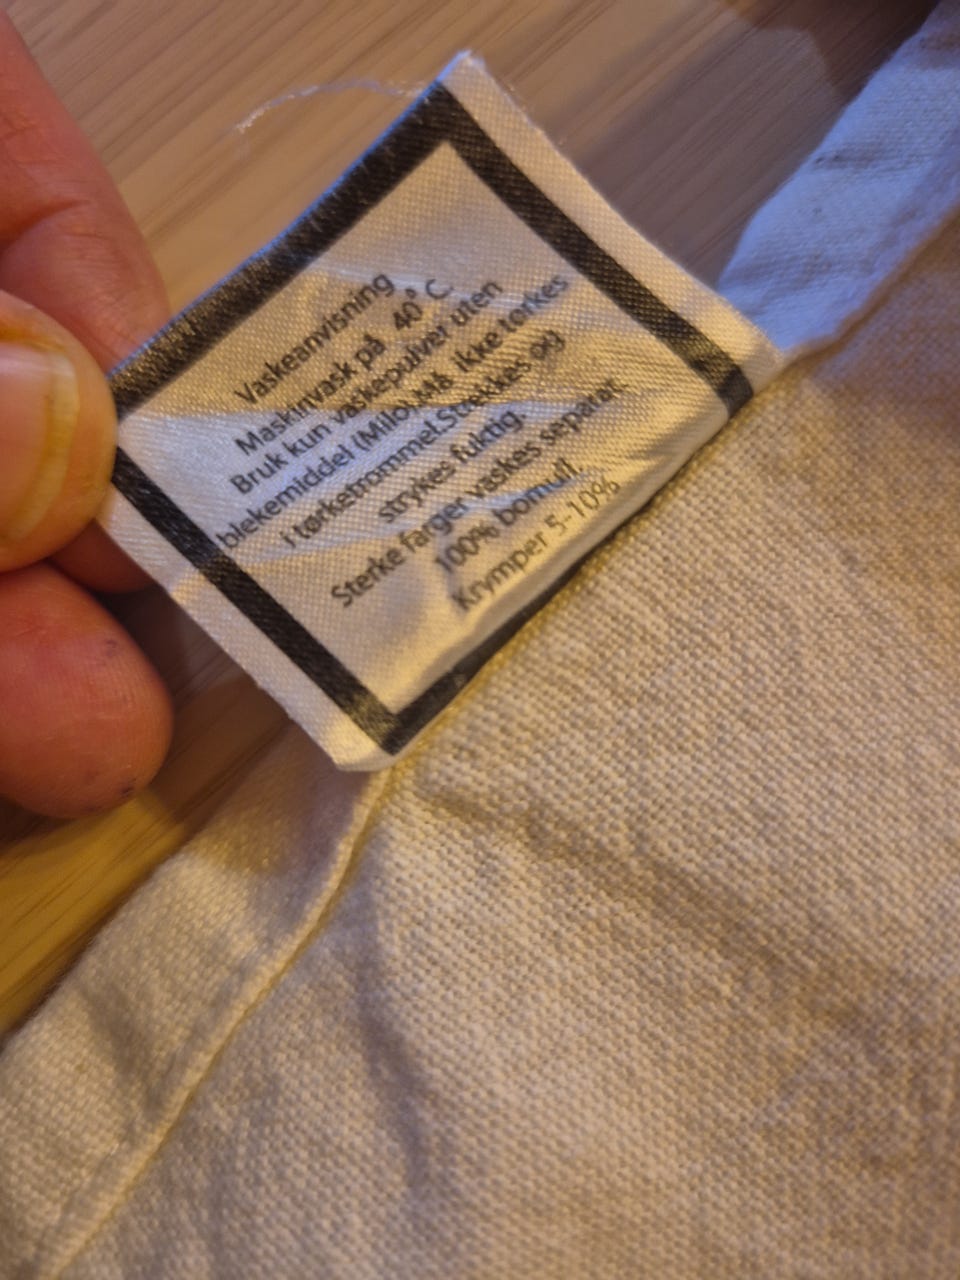 Vaskeanvisning
Maskinvask på 40° C.
Bruk kun vaskepulver uten
blekemiddel (Milo). Må ikke tørkes
i tørketrommel. Strekkes og
strykes fuktig.
Sterke farger vaskes separat.
100% bomull.
Krymper 5-10%